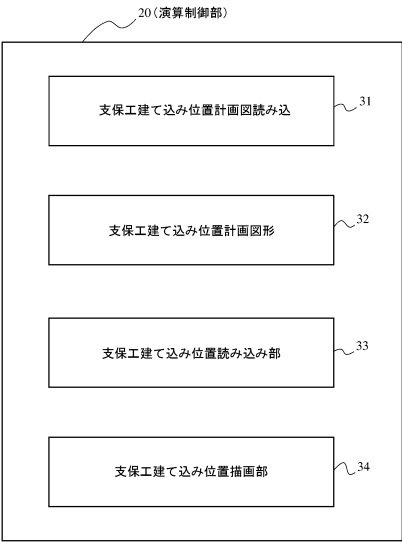 20(演算制御部)
支保工建て込み位置計画図読み込
31
支保工建て込み位置計画図形
32
支保工建て込み位置読み込み部
33
支保工建て込み位置描画部
34